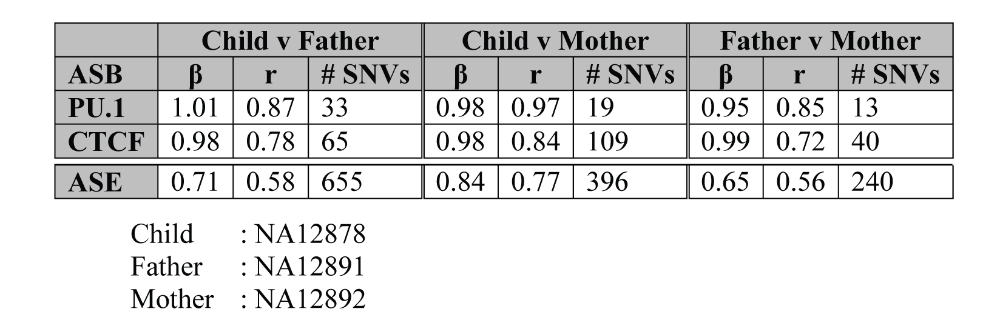 Child v Father Child v Mother Father v Mother
ASB β r # SNVs β r # SNVs β r # SNVs
PU.1 1.01 0.87 33 0.98 0.97 19 0.95 0.85 13
CTCF 0.98 0.78 65 0.98 0.84 109 0.99 0.72 40
ASE 0.71 0.58 655 0.84 0.77 396 0.65 0.56 240
Child : NA12878
Father : NA12891
Mother : NA12892